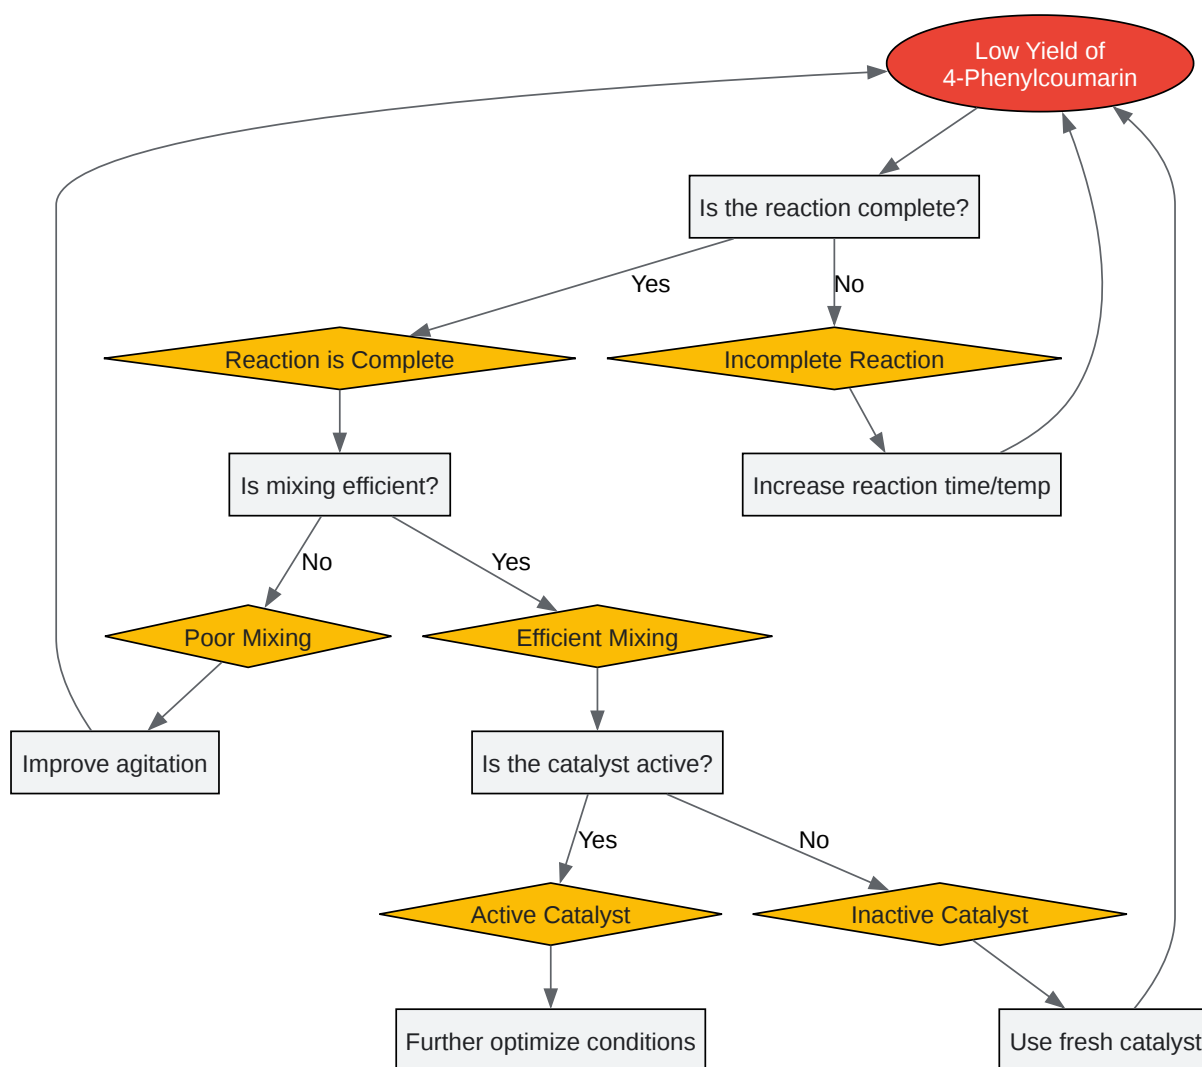 Low Yield of
4-Phenylcoumarin
Is the reaction complete?
Yes
No
Reaction is Complete
Incomplete Reaction
Is mixing efficient?
Increase reaction time/temp
No
Yes
Poor Mixing
Efficient Mixing
Improve agitation
Is the catalyst active?
Yes
No
Active Catalyst
Inactive Catalyst
Further optimize conditions
Use fresh catalyst